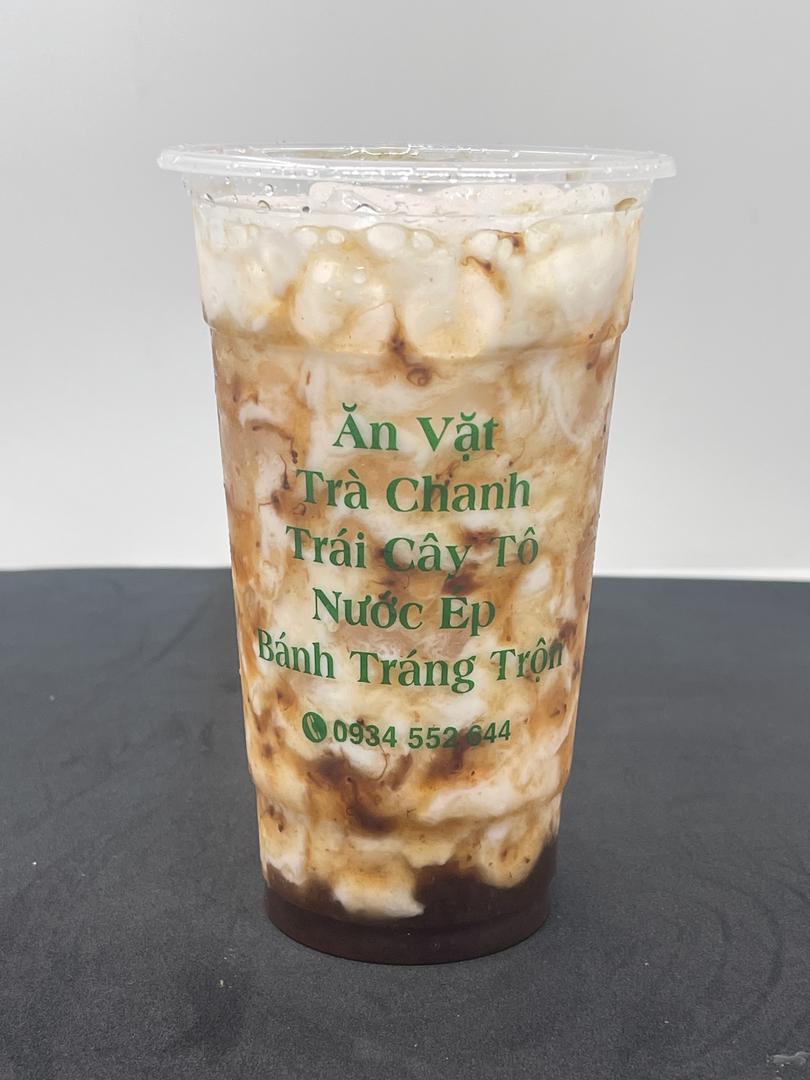 Ăn Vặt
Trà Chanh
Trái Cây Tô
Nước Ép
Bánh Tráng Trộn
0934 552 644